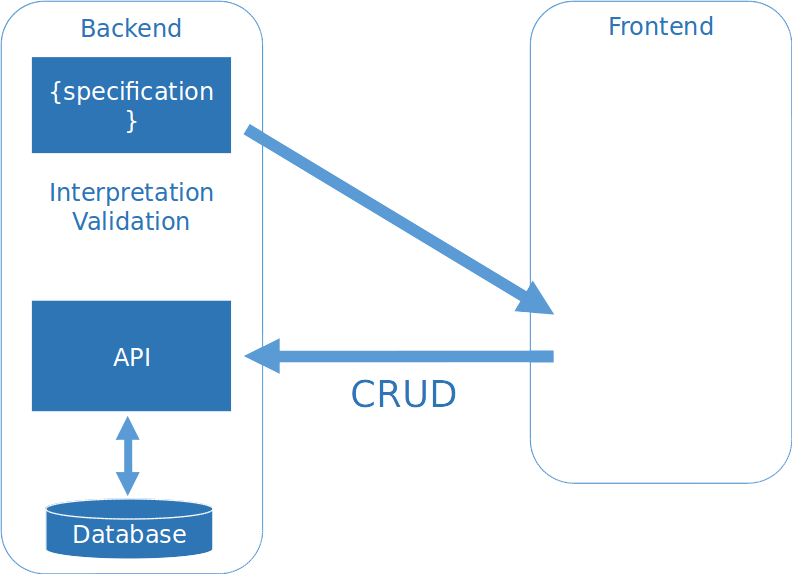 Backend
{specification
}
Interpretation
Validation
API
Database
CRUD
Frontend